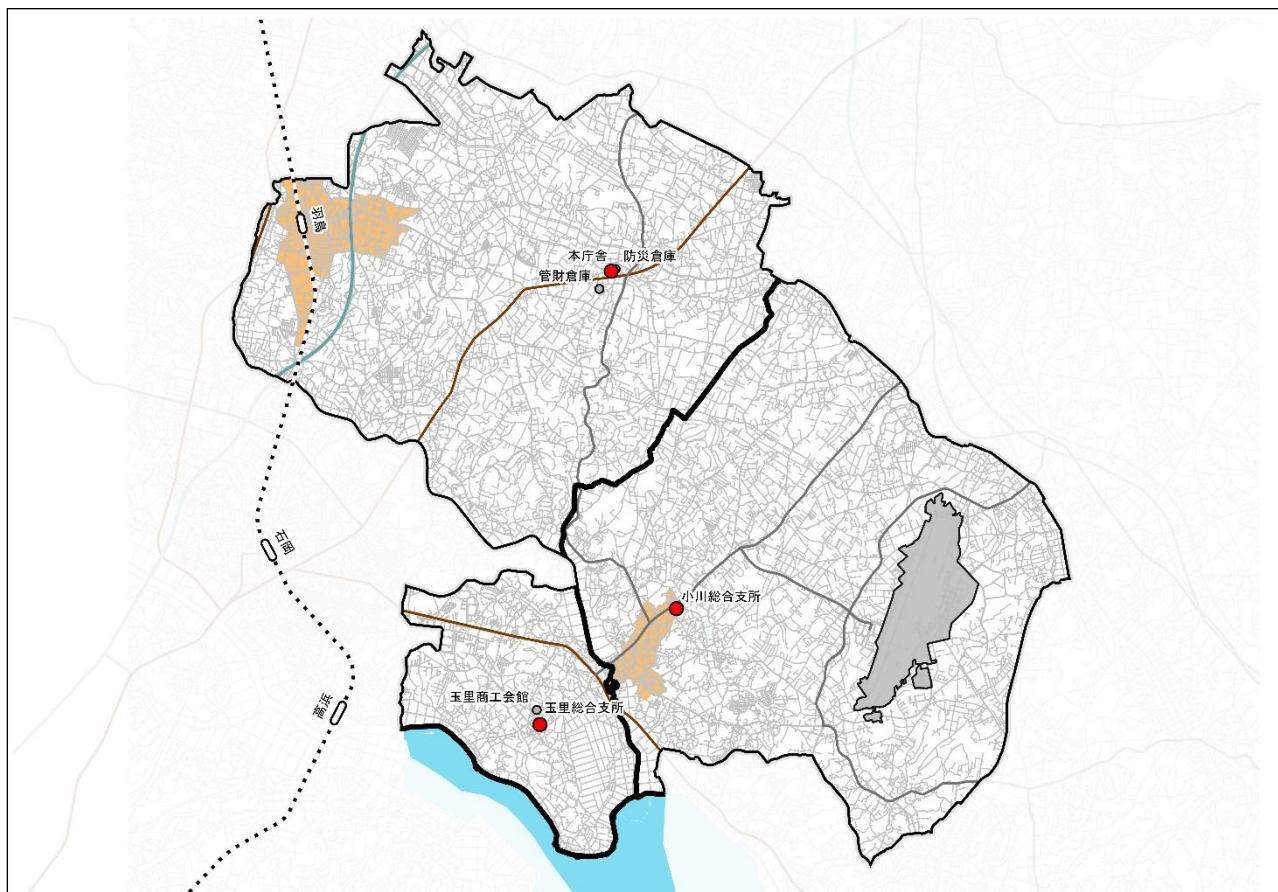 羽鳥
本庁舎
防災倉庫
管財倉庫
石岡
小川総合支所
玉里商工会館
玉里総合支所
高浜